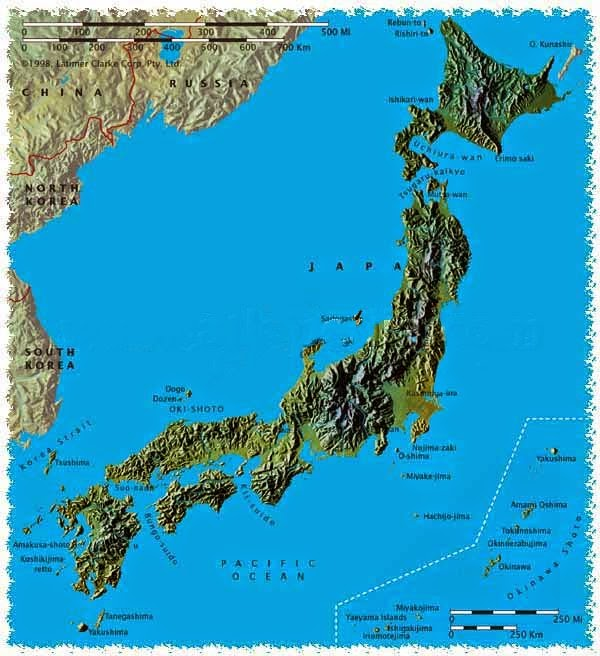 0 100 200 300 400 500 Mi
0 100 200 300 400 500 600 700 Km
©1998, Latimer Clarke Corp. Pty. Ltd.
CHINA
RUSSIA
Rebun-to
Rishiri-to
O. Kunashir
Ishikari-wan
Uchiura-wan
Erimo saki
Tsugaru-kaikyo
Mutsu-wan
NORTH
KOREA
JAPA
SOUTH
KOREA
Dogo
Dozen
OKI-SHOTO
Nojima-zaki
O-shima
Miyake-jima
Hachijo-jima
Korea Strait
Tsushima
Suo-nada
Bungo-suido
Kii-suido
Amakusa-shoto
Koshikijima-
retto
Tanegashima
Yakushima
PACIFIC
OCEAN
Yakushima
Amami Oshima
Tokunoshima
Okinoerabujima
Okinawa
Okinawa Shoto
Miyakojima
Yaeyama Islands
Ishigakijima
Iriomotejima
0 250 Mi
0 250 Km